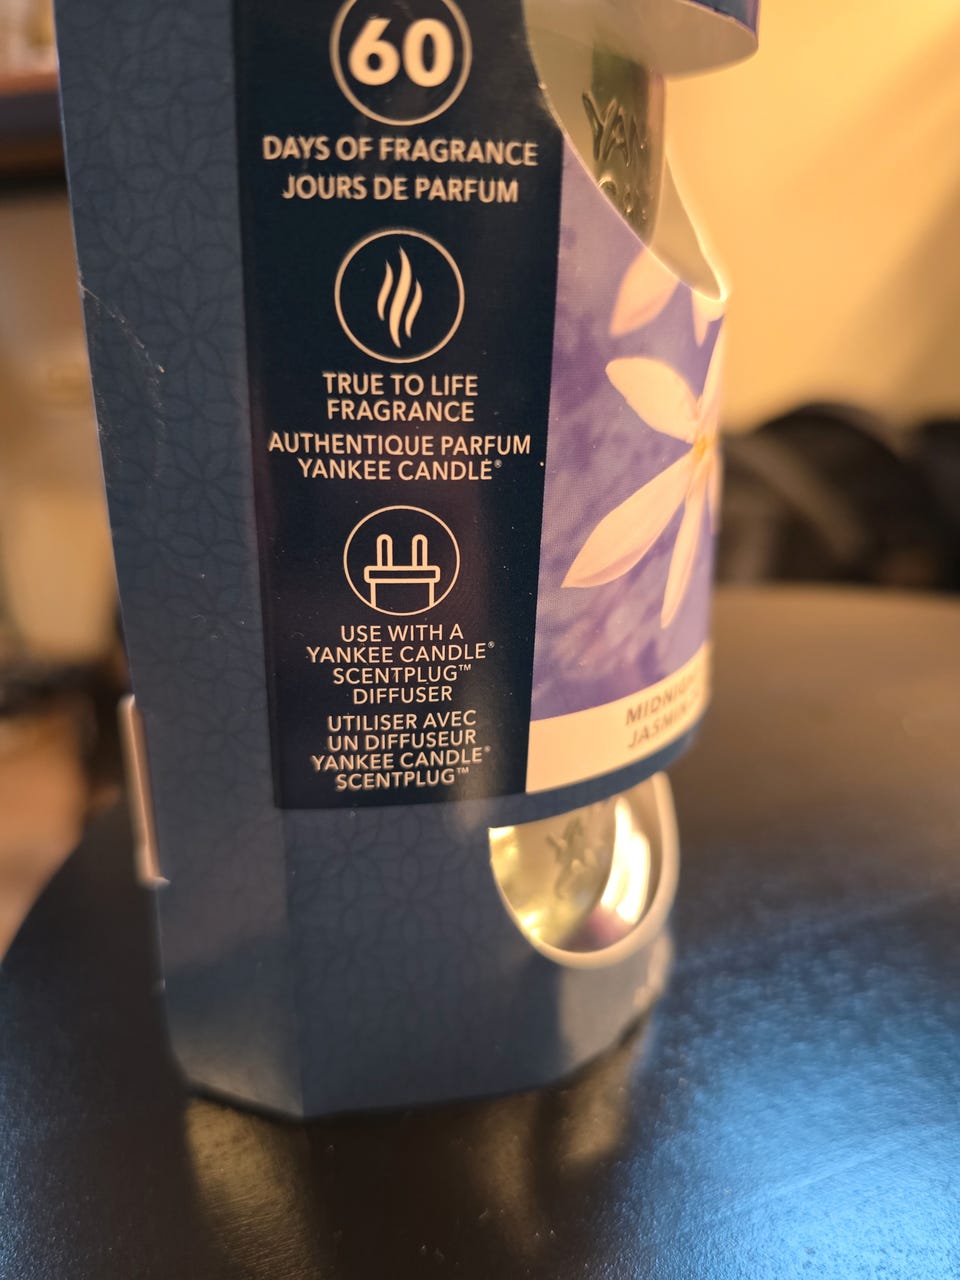 60
DAYS OF FRAGRANCE
JOURS DE PARFUM
TRUE TO LIFE
FRAGRANCE
AUTHENTIQUE PARFUM
YANKEE CANDLE®
USE WITH A
YANKEE CANDLE®
SCENTPLUG™
DIFFUSER
UTILISER AVEC
UN DIFFUSEUR
YANKEE CANDLE®
SCENTPLUG™
YAN